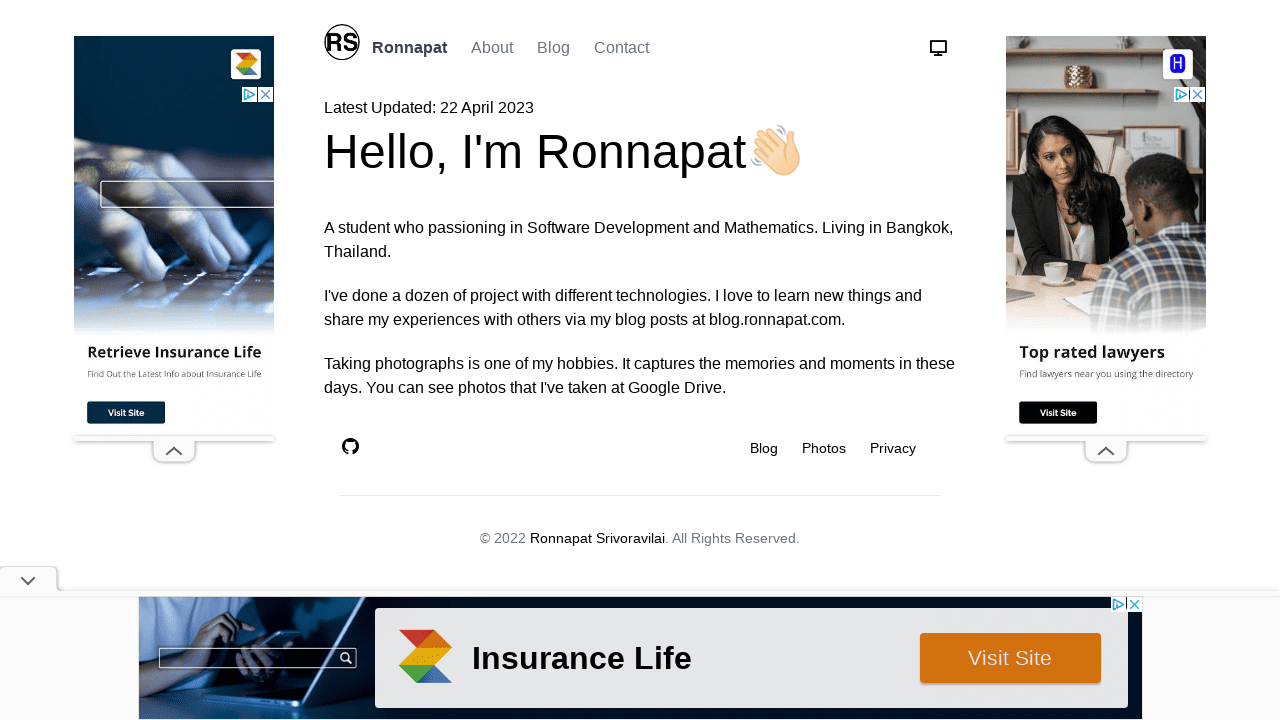 RS Ronnapat About Blog Contact
Latest Updated: 22 April 2023
Hello, I'm Ronnapat👋🏼
A student who passioning in Software Development and Mathematics. Living in Bangkok,
Thailand.
I've done a dozen of project with different technologies. I love to learn new things and
share my experiences with others via my blog posts at blog.ronnapat.com.
Taking photographs is one of my hobbies. It captures the memories and moments in these
days. You can see photos that I've taken at Google Drive.
Blog Photos Privacy
© 2022 Ronnapat Srivoravilai. All Rights Reserved.
Retrieve Insurance Life
Find Out the Latest Info about Insurance Life
Visit Site
H
Top rated lawyers
Find lawyers near you using the directory
Visit Site
Insurance Life
Visit Site